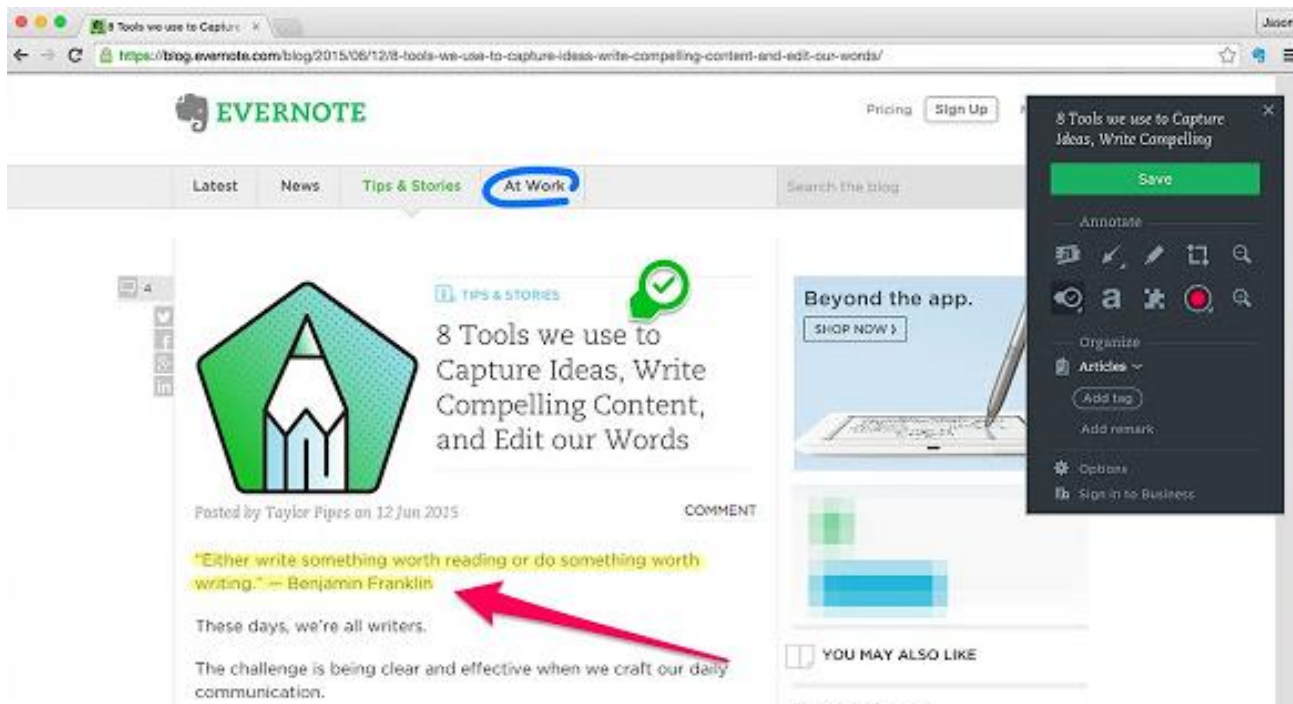 8 Tools we use to Capture
Jason
https://blog.evernote.com/blog/2015/06/12/8-tools-we-use-to-capture-ideas-write-compelling-content-and-edit-our-words/
EVERNOTE
Pricing Sign Up
Latest News Tips & Stories At Work
Search the blog
4
TIPS & STORIES
8 Tools we use to
Capture Ideas, Write
Compelling Content,
and Edit our Words
Posted by Taylor Pipes on 12 Jun 2015
COMMENT
"Either write something worth reading or do something worth
writing." — Benjamin Franklin
These days, we're all writers.
The challenge is being clear and effective when we craft our daily
communication.
Beyond the app.
SHOP NOW >
YOU MAY ALSO LIKE
8 Tools we use to Capture
Ideas, Write Compelling
Save
Annotate
a
Organize
Articles
Add tag
Add remark
Options
Sign in to Business